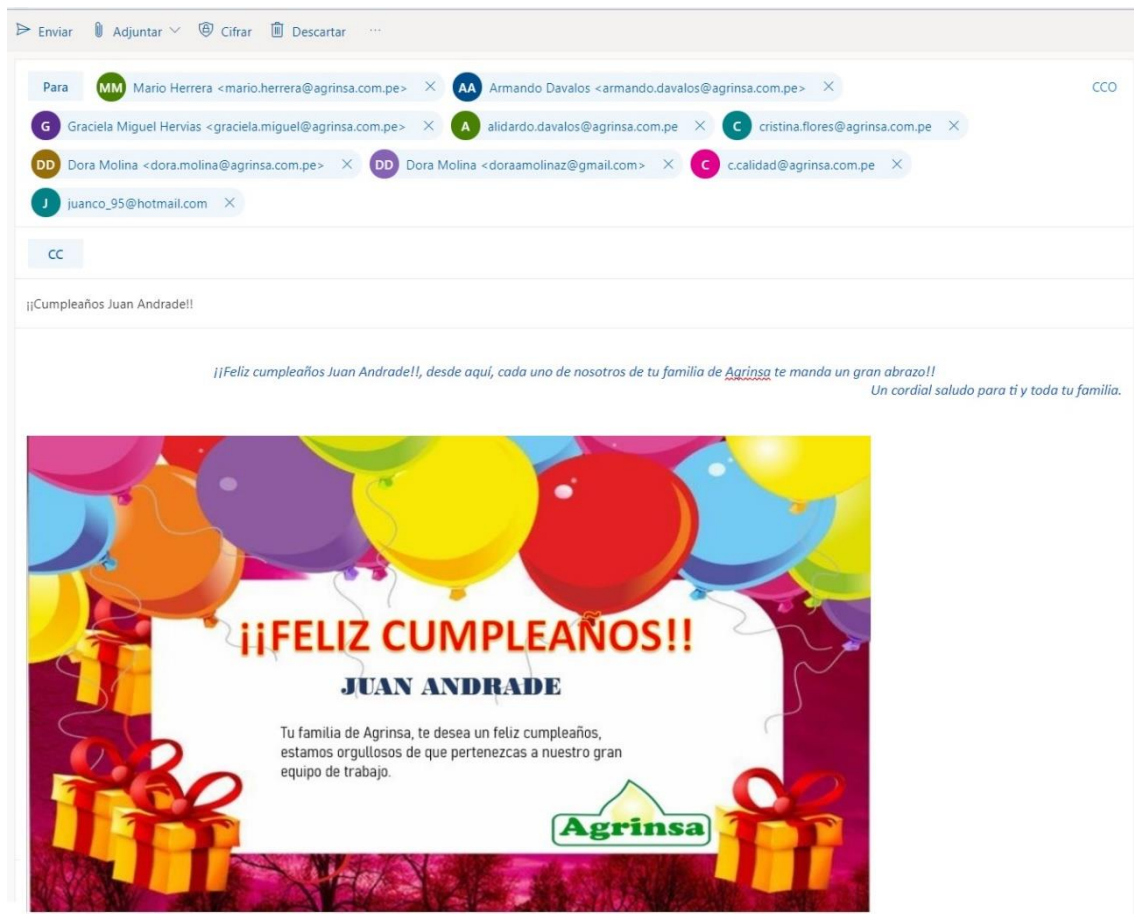 Enviar Adjuntar Cifrar Descartar ...
Para MM Mario Herrera <mario.herrera@agrinsa.com.pe> AA Armando Davalos <armando.davalos@agrinsa.com.pe> CCO
G Graciela Miguel Hervias <graciela.miguel@agrinsa.com.pe> A alidardo.davalos@agrinsa.com.pe C cristina.flores@agrinsa.com.pe
DD Dora Molina <dora.molina@agrinsa.com.pe> DD Dora Molina <doraamolinaz@gmail.com> C c.calidad@agrinsa.com.pe
J juanco_95@hotmail.com
CC
¡¡Cumpleaños Juan Andrade!!
¡¡Feliz cumpleaños Juan Andrade!!, desde aquí, cada uno de nosotros de tu familia de Agrinsa te manda un gran abrazo!!
Un cordial saludo para ti y toda tu familia.
¡¡FELIZ CUMPLEAÑOS!!
JUAN ANDRADE
Tu familia de Agrinsa, te desea un feliz cumpleaños,
estamos orgullosos de que pertenezcas a nuestro gran
equipo de trabajo.
Agrinsa